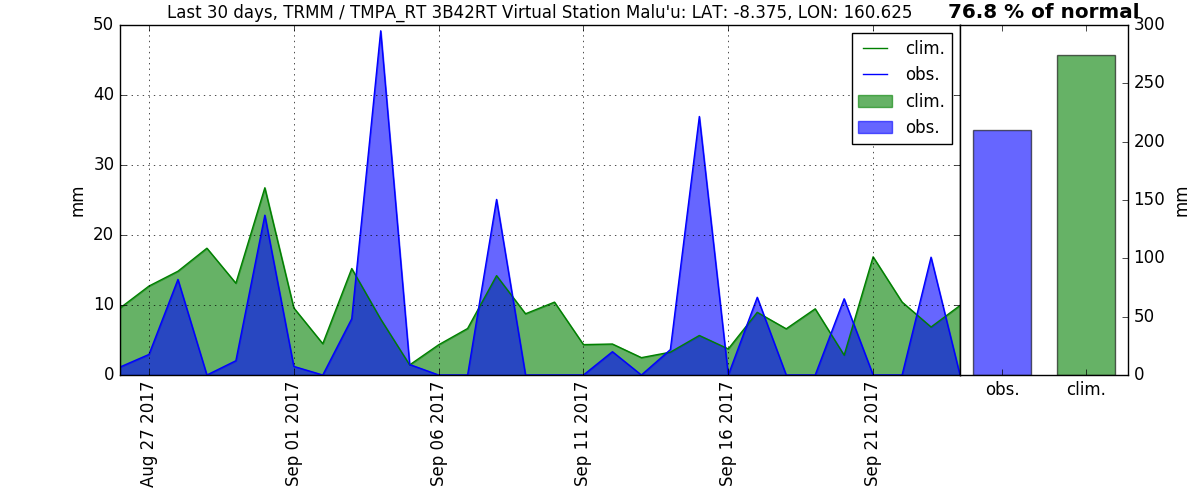 Last 30 days, TRMM / TMPA_RT 3B42RT Virtual Station Malu'u: LAT: -8.375, LON: 160.625
76.8 % of normal
50
40
30
20
10
0
mm
clim.
obs.
clim.
obs.
300
250
200
150
100
50
0
mm
obs.
clim.
Aug 27 2017
Sep 01 2017
Sep 06 2017
Sep 11 2017
Sep 16 2017
Sep 21 2017